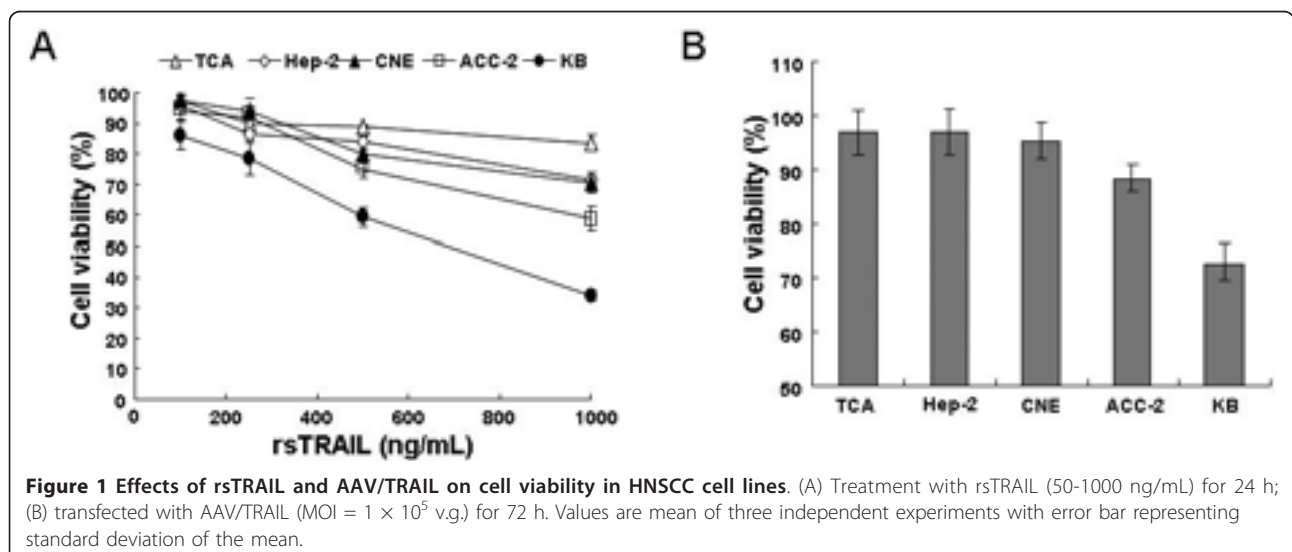 A
B
TCA Hep-2 CNE ACC-2 KB
Cell viability (%)
100
90
80
70
60
50
40
30
20
10
0
0 200 400 600 800 1000
rsTRAIL (ng/mL)
Cell viability (%)
110
100
90
80
70
60
50
TCA Hep-2 CNE ACC-2 KB
Figure 1 Effects of rsTRAIL and AAV/TRAIL on cell viability in HNSCC cell lines. (A) Treatment with rsTRAIL (50-1000 ng/mL) for 24 h;
(B) transfected with AAV/TRAIL (MOI = 1 × 10⁵ v.g.) for 72 h. Values are mean of three independent experiments with error bar representing
standard deviation of the mean.